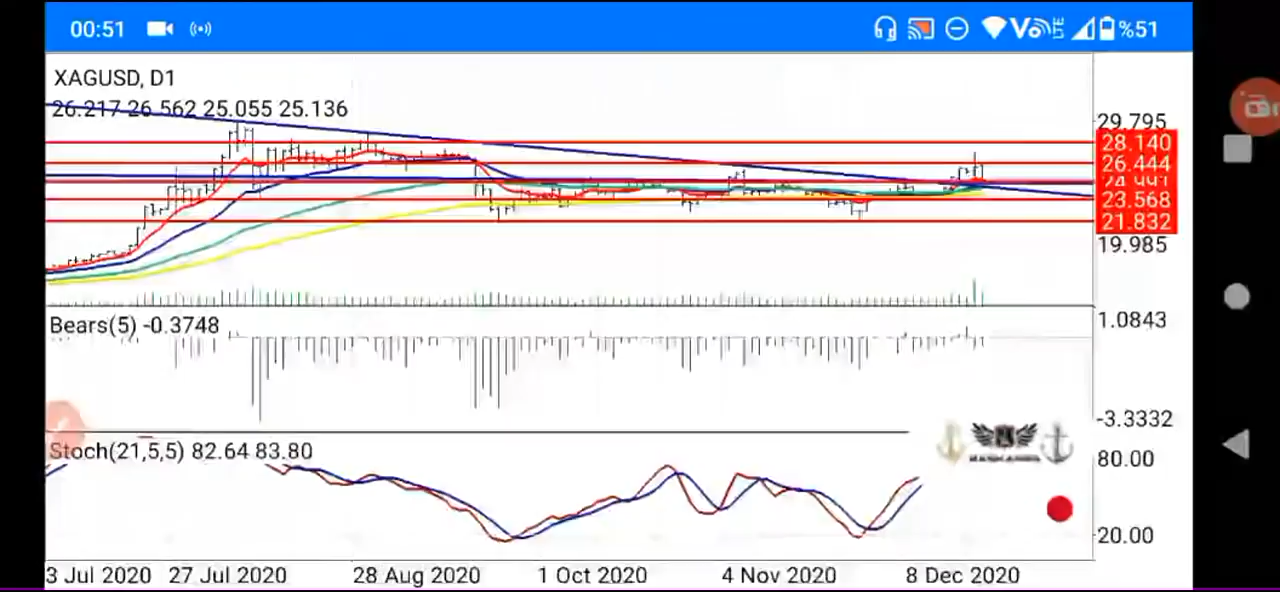 00:51 %51
XAGUSD, D1
26.217 26.562 25.055 25.136
29.795
28.140
26.444
24.991
23.568
21.832
19.985
Bears(5) -0.3748
1.0843
-3.3332
Stoch(21,5,5) 82.64 83.80
80.00
20.00
3 Jul 2020 27 Jul 2020 28 Aug 2020 1 Oct 2020 4 Nov 2020 8 Dec 2020